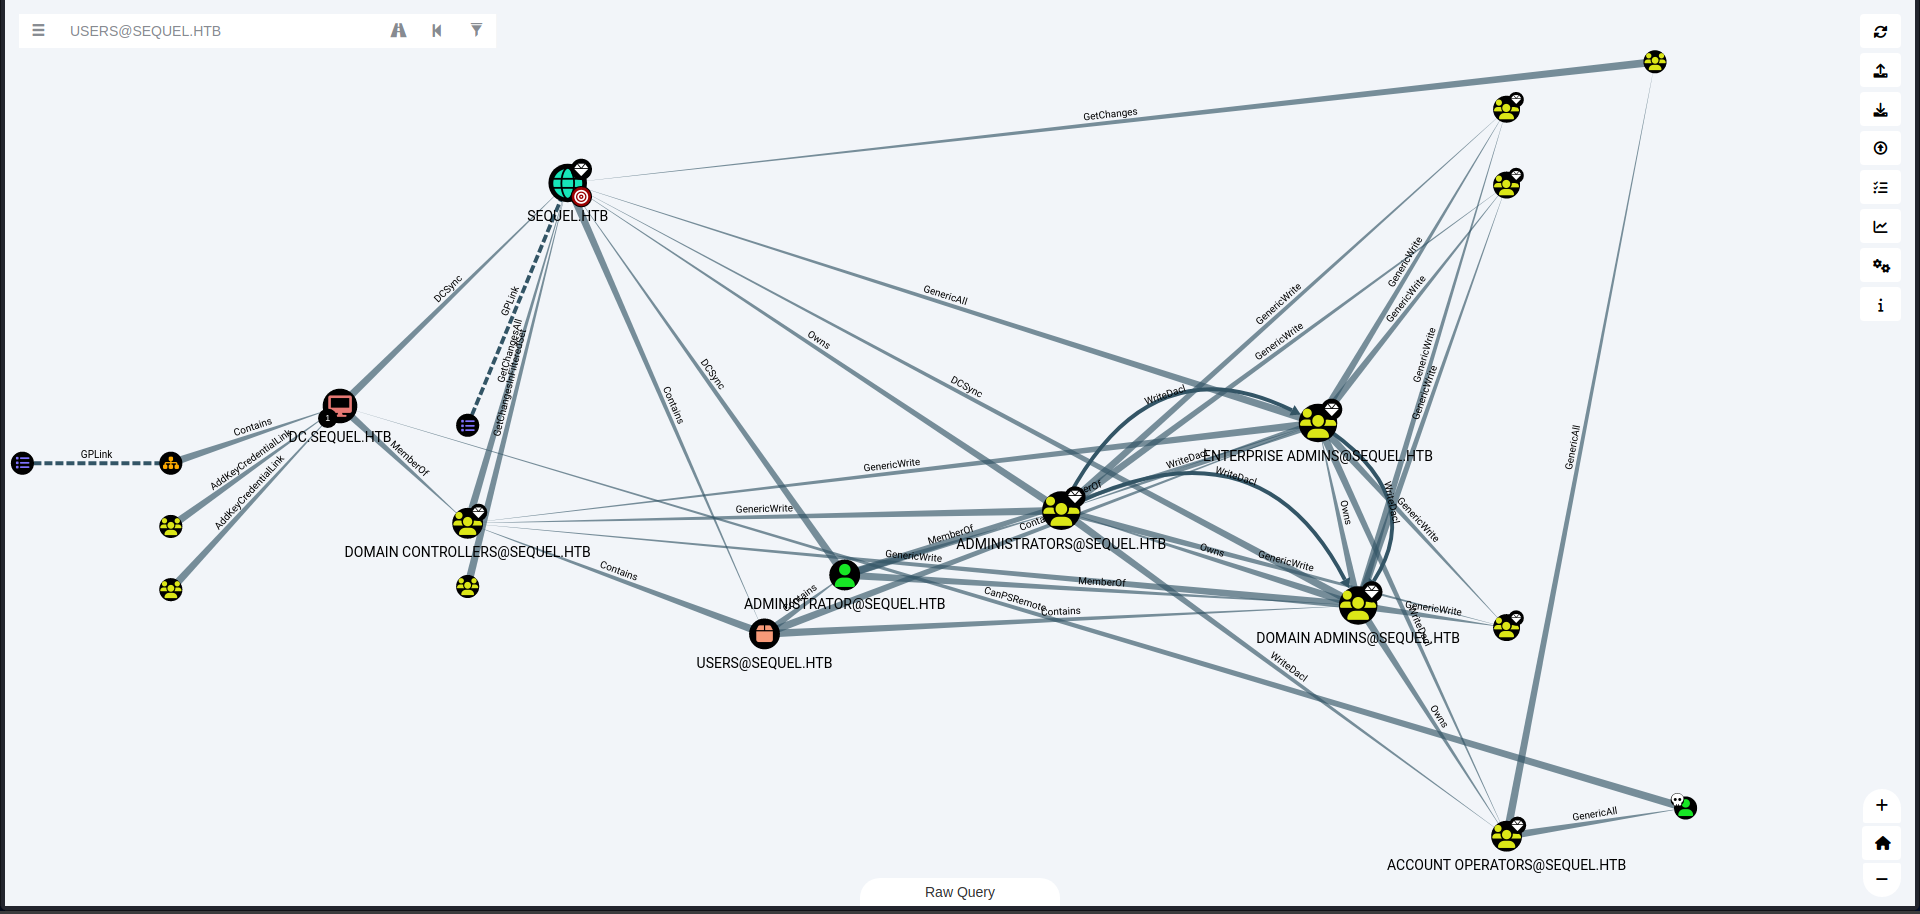 USERS@SEQUEL.HTB
GetChanges
SEQUEL.HTB
DCSync
GPLink
GenericAll
GenericWrite
GenericWrite
GenericWrite
GenericWrite
GetChangesAll
GetChangesInFilteredSet
Owns
DCSync
Contains
DCSync
GenericWrite
GenericWrite
WriteDacl
Contains
DC.SEQUEL.HTB
1
AddKeyCredentialLink
AddKeyCredentialLink
MemberOf
GPLink
GenericAll
ENTERPRISE ADMINS@SEQUEL.HTB
GenericWrite
WriteDacl
WriteDacl
WriteDacl
Owns
GenericWrite
GenericWrite
MemberOf
ADMINISTRATORS@SEQUEL.HTB
DOMAIN CONTROLLERS@SEQUEL.HTB
GenericWrite
Owns
GenericWrite
Contains
MemberOf
CanPSRemote
Contains
Contains
ADMINISTRATOR@SEQUEL.HTB
GenericWrite
WriteDacl
DOMAIN ADMINS@SEQUEL.HTB
USERS@SEQUEL.HTB
WriteDacl
Owns
GenericAll
ACCOUNT OPERATORS@SEQUEL.HTB
Raw Query